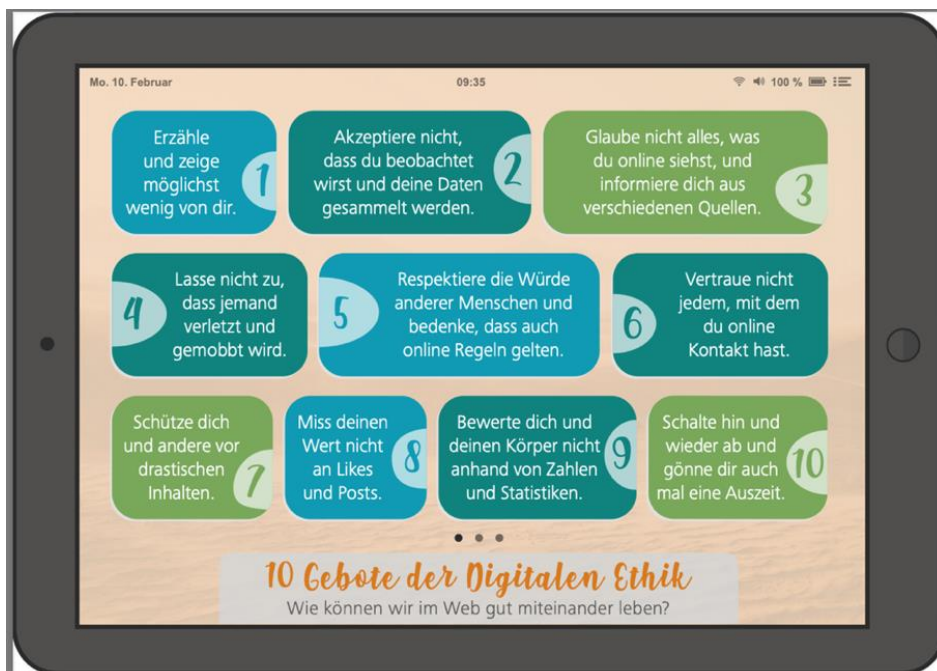 Mo. 10. Februar 09:35 100 %
Erzähle
und zeige
möglichst
wenig von dir.
1
Akzeptiere nicht,
dass du beobachtet
wirst und deine Daten
gesammelt werden.
2
Glaube nicht alles, was
du online siehst, und
informiere dich aus
verschiedenen Quellen.
3
4
Lasse nicht zu,
dass jemand
verletzt und
gemobbt wird.
5
Respektiere die Würde
anderer Menschen und
bedenke, dass auch
online Regeln gelten.
6
Vertraue nicht
jedem, mit dem
du online
Kontakt hast.
Schütze dich
und andere vor
drastischen
Inhalten.
7
Miss deinen
Wert nicht
an Likes
und Posts.
8
Bewerte dich und
deinen Körper nicht
anhand von Zahlen
und Statistiken.
9
Schalte hin und
wieder ab und
gönne dir auch
mal eine Auszeit.
10
10 Gebote der Digitalen Ethik
Wie können wir im Web gut miteinander leben?